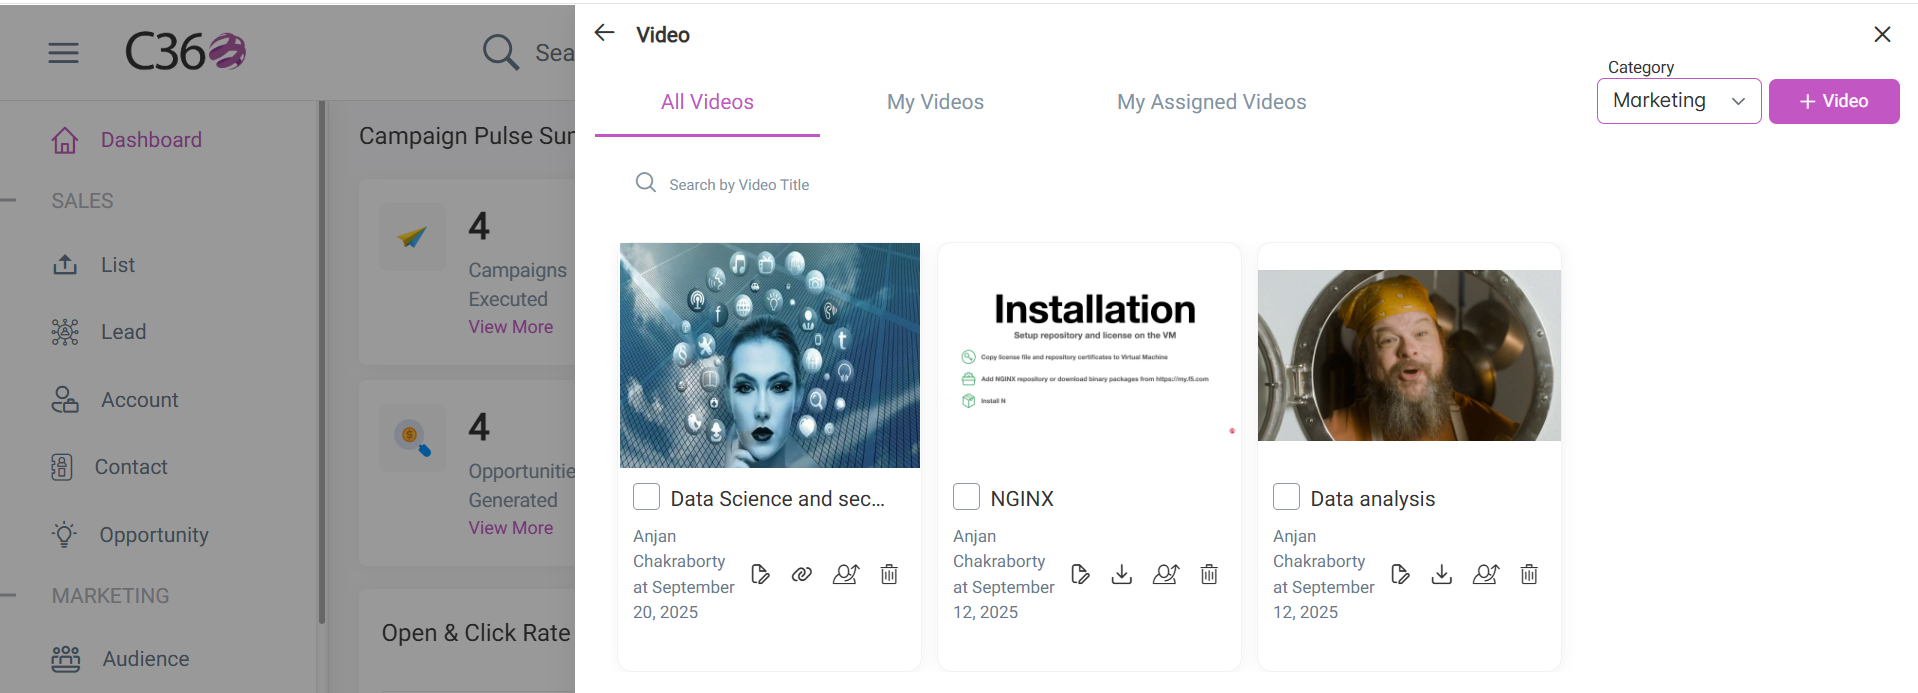 C360
Sea
Dashboard
SALES
List
Lead
Account
Contact
Opportunity
MARKETING
Audience
Campaign Pulse Sur
4
Campaigns
Executed
View More
4
Opportunitie
Generated
View More
Open & Click Rate
Video
All Videos
My Videos
My Assigned Videos
Category
Marketing
+ Video
Search by Video Title
Installation
Setup repository and license on the VM
Copy license file and repository certificates to Virtual Machine
Add NGINX repository or download binary packages from https://my.f5.com
Install N
Data Science and sec...
Anjan
Chakraborty
at September
20, 2025
NGINX
Anjan
Chakraborty
at September
12, 2025
Data analysis
Anjan
Chakraborty
at September
12, 2025